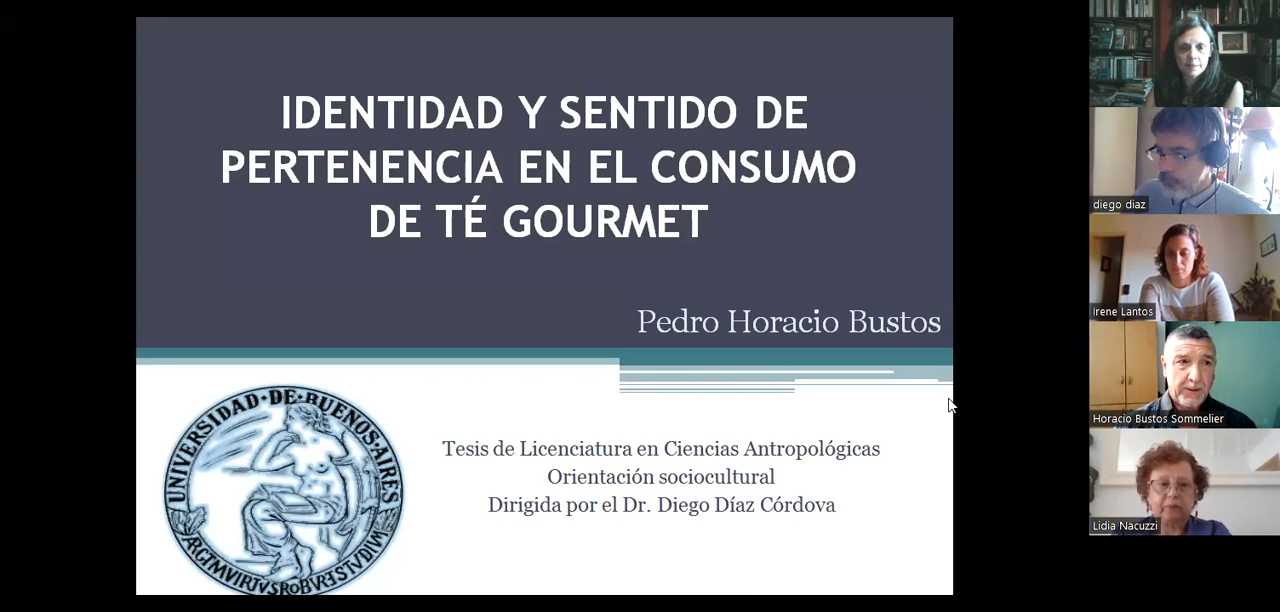 IDENTIDAD Y SENTIDO DE
PERTENENCIA EN EL CONSUMO
DE TÉ GOURMET
Pedro Horacio Bustos
UNIVERSIDAD·DE·BUENOS·AIRES
Tesis de Licenciatura en Ciencias Antropológicas
Orientación sociocultural
Dirigida por el Dr. Diego Díaz Córdova
diego diaz
Irene Lantos
Horacio Bustos Sommelier
Lidia Nacuzzi